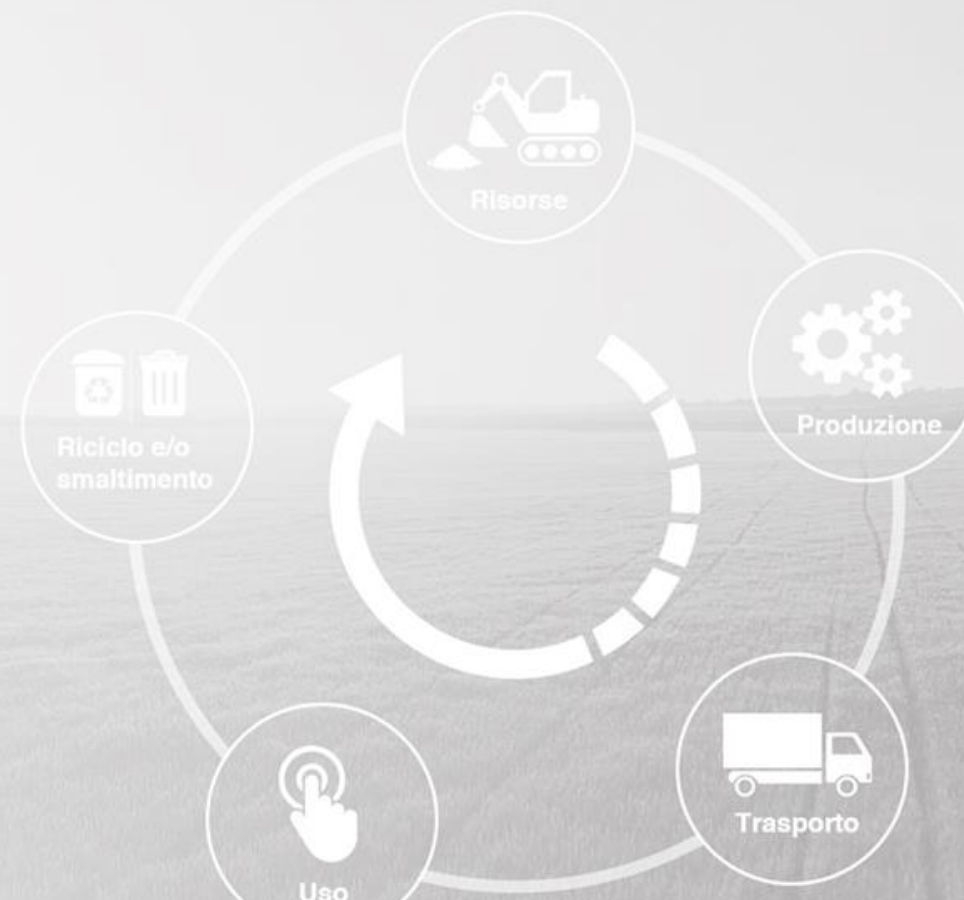 Risorse
Produzione
Riciclo e/o
smaltimento
Trasporto
Uso